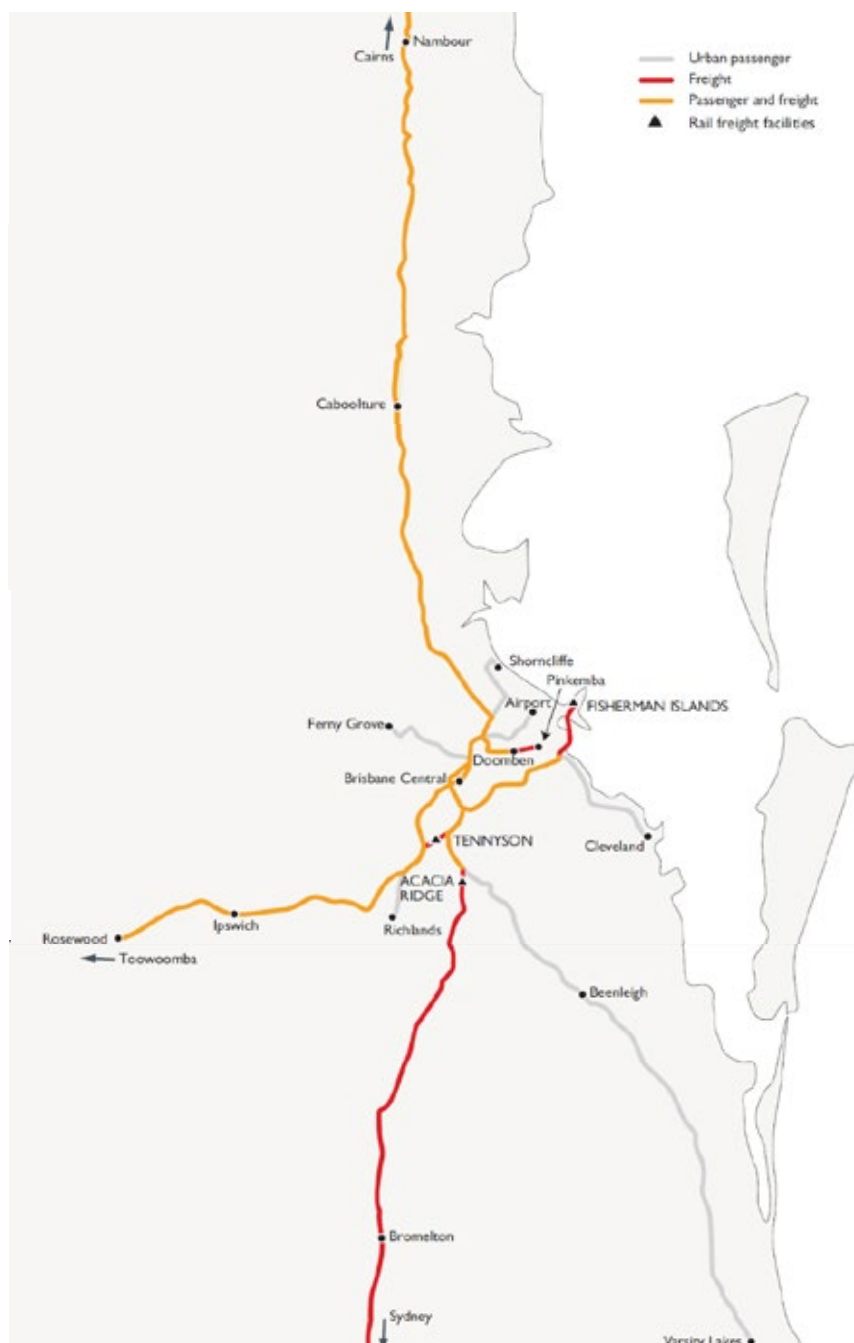 Nambour
Cairns
Urban passenger
Freight
Passenger and freight
Rail freight facilities
Caboolture
Shorncliffe
Pinkemba
Airport
FISHERMAN ISLANDS
Ferny Grove
Doomben
Brisbane Central
TENNYSON
Cleveland
ACACIA
RIDGE
Richlands
Ipswich
Rosewood
Toowoomba
Beenleigh
Bromelton
Sydney
Varsity Lakes